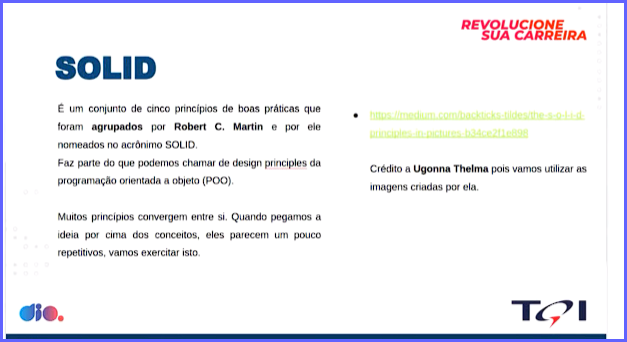 REVOLUCIONE
SUA CARREIRA
SOLID
É um conjunto de cinco princípios de boas práticas que
foram agrupados por Robert C. Martin e por ele
nomeados no acrônimo SOLID.
Faz parte do que podemos chamar de design principles da
programação orientada a objeto (POO).
Muitos princípios convergem entre si. Quando pegamos a
ideia por cima dos conceitos, eles parecem um pouco
repetitivos, vamos exercitar isto.
• https://medium.com/backticks-tildes/the-s-o-l-i-d-
principles-in-pictures-b34ce2f1e898
Crédito a Ugonna Thelma pois vamos utilizar as
imagens criadas por ela.
dio.
TQI